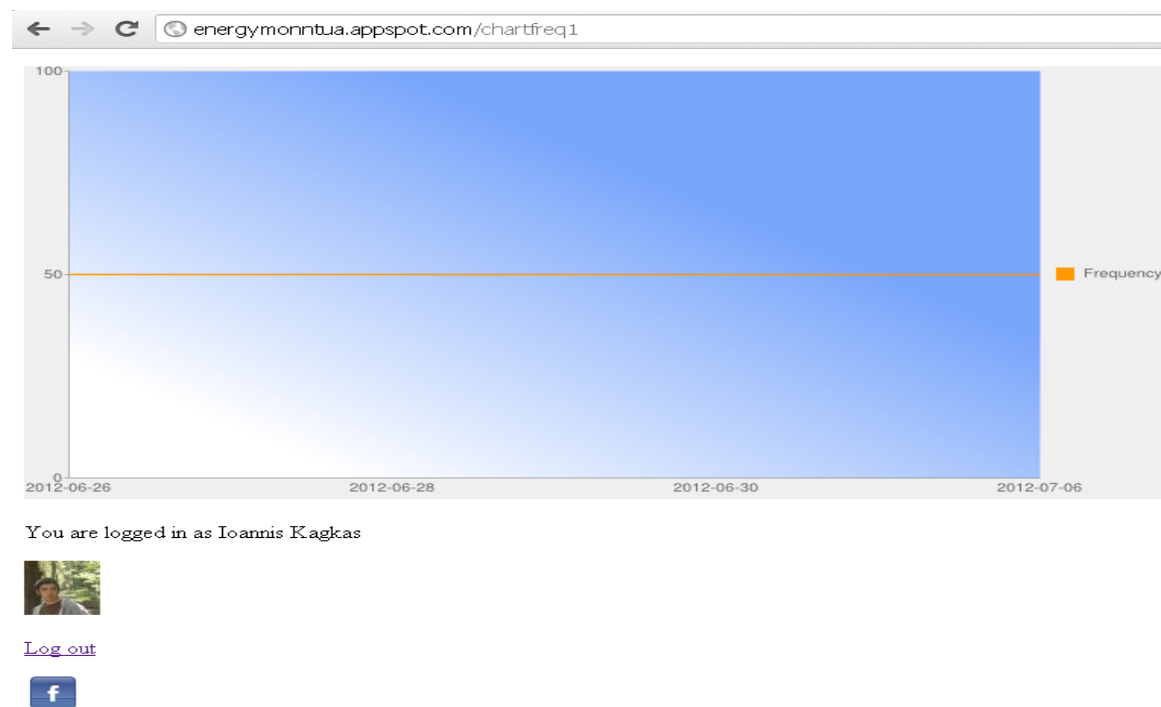 energymonntua.appspot.com/chartfreq1
100
50
Frequency
0
2012-06-26 2012-06-28 2012-06-30 2012-07-06
You are logged in as Ioannis Kagkas
Log out
f